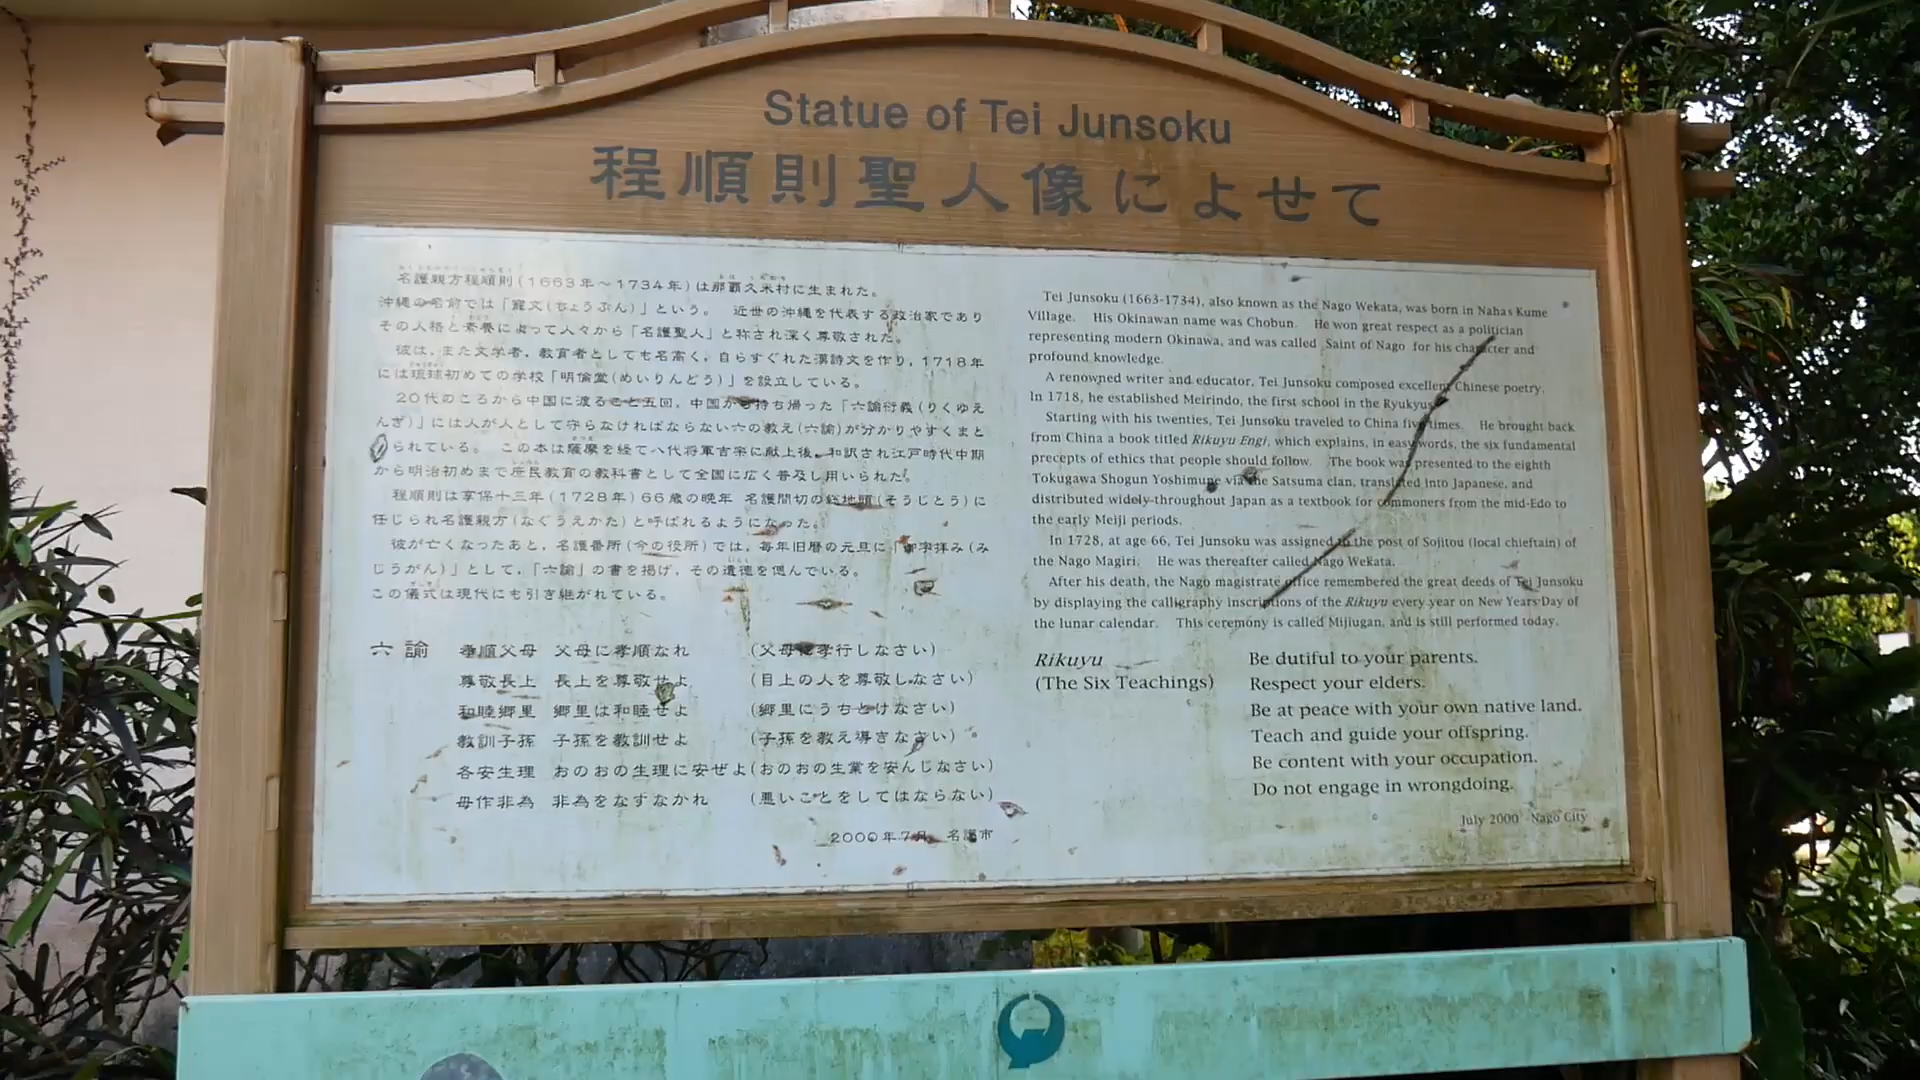 Statue of Tei Junsoku
程順則聖人像によせて
名護親方程順則(1663年～1734年)は那覇久米村に生まれた。
沖縄の名前では「寵文(ちょうぶん)」という。 近世の沖縄を代表する政治家であり
その人格と素養によって人々から「名護聖人」と称され深く尊敬された。
彼は、また文学者，教育者としても名高く，自らすぐれた漢詩文を作り，1718年
には琉球初めての学校「明倫堂(めいりんどう)」を設立している。
20代のころから中国に渡ること五回，中国から持ち帰った「六諭衍義(りくゆえ
んぎ)」には人が人として守らなければならない六の教え(六諭)が分かりやすくまと
められている。 この本は薩摩を経て八代将軍吉宗に献上後，和訳され江戸時代中期
から明治初めまで庶民教育の教科書として全国に広く普及し用いられた。
程順則は享保十三年(1728年)66歳の晩年 名護間切の総地頭(そうじとう)に
任じられ名護親方(なぐうえかた)と呼ばれるようになった。
彼が亡くなったあと，名護番所(今の役所)では，毎年旧暦の元旦に「御字拝み(み
じうがん)」として，「六諭」の書を掲げ，その遺徳を偲んでいる。
この儀式は現代にも引き継がれている。
六諭 孝順父母 父母に孝順なれ (父母に孝行しなさい)
尊敬長上 長上を尊敬せよ (目上の人を尊敬しなさい)
和睦郷里 郷里は和睦せよ (郷里にうちとけなさい)
教訓子孫 子孫を教訓せよ (子孫を教え導きなさい)
各安生理 おのおの生理に安ぜよ(おのおの生業を安んじなさい)
毋作非為 非為をなすなかれ (悪いことをしてはならない)
2000年7月 名護市
Tei Junsoku (1663-1734), also known as the Nago Wekata, was born in Nahas Kume
Village. His Okinawan name was Chobun. He won great respect as a politician
representing modern Okinawa, and was called Saint of Nago for his character and
profound knowledge.
A renowned writer and educator, Tei Junsoku composed excellent Chinese poetry.
In 1718, he established Meirindo, the first school in the Ryukyus.
Starting with his twenties, Tei Junsoku traveled to China five times. He brought back
from China a book titled Rikuyu Engi, which explains, in easy words, the six fundamental
precepts of ethics that people should follow. The book was presented to the eighth
Tokugawa Shogun Yoshimune via the Satsuma clan, translated into Japanese, and
distributed widely throughout Japan as a textbook for commoners from the mid-Edo to
the early Meiji periods.
In 1728, at age 66, Tei Junsoku was assigned to the post of Sojitou (local chieftain) of
the Nago Magiri. He was thereafter called Nago Wekata.
After his death, the Nago magistrate office remembered the great deeds of Tei Junsoku
by displaying the calligraphy inscriptions of the Rikuyu every year on New Years Day of
the lunar calendar. This ceremony is called Mijiugan, and is still performed today.
Rikuyu Be dutiful to your parents.
(The Six Teachings) Respect your elders.
Be at peace with your own native land.
Teach and guide your offspring.
Be content with your occupation.
Do not engage in wrongdoing.
July 2000 Nago City